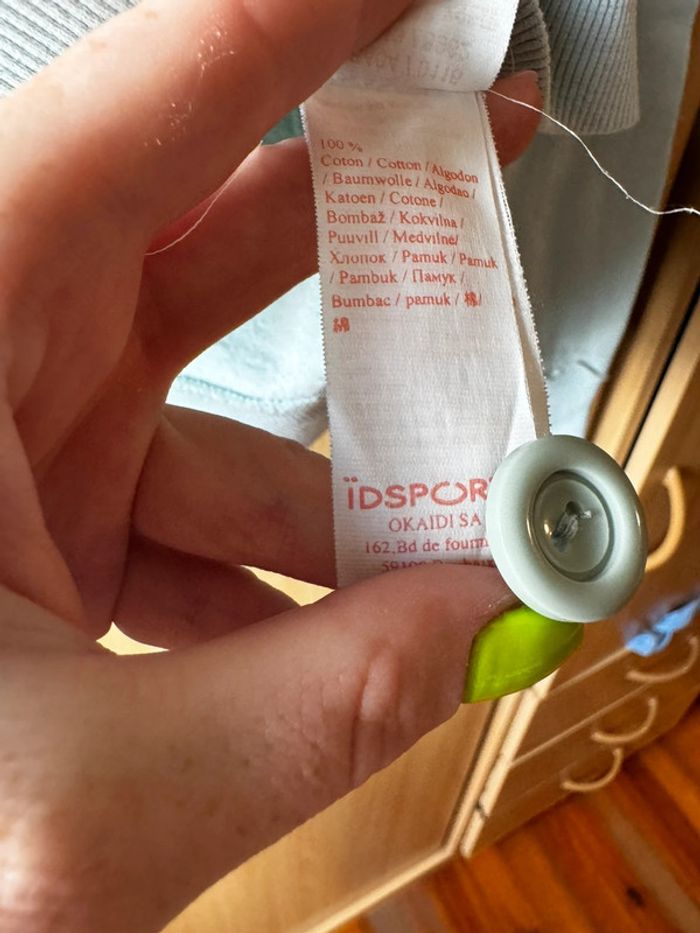 100 %
Coton / Cotton / Algodon
/ Baumwolle / Algodao /
Katoen / Cotone /
Bombaž / Kokvilna /
Puuvill / Medvilne/
Хлопок / Pamuk / Pamuk
/ Pambuk / Памук /
Bumbac / pamuk / 棉/
綿
ÏDSPOR
OKAIDI SA
162,Bd de fourm